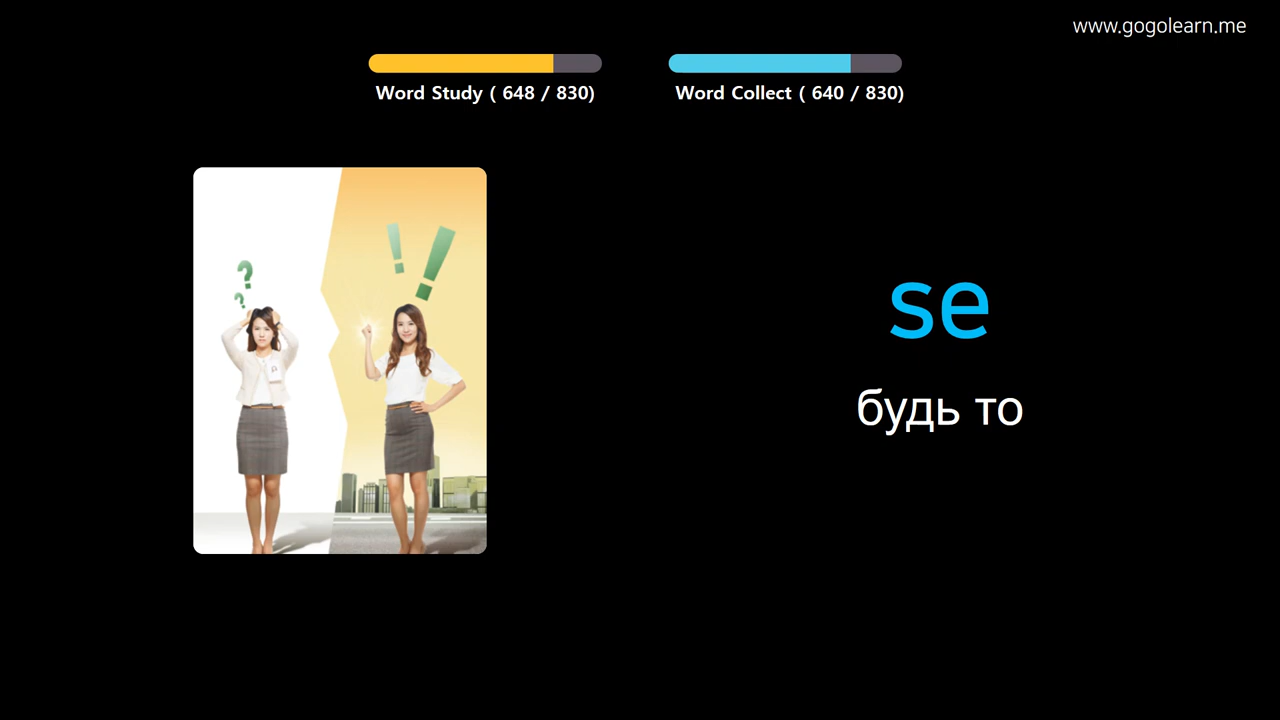 www.gogolearn.me
Word Study ( 648 / 830)
Word Collect ( 640 / 830)
? ?
! !
se
будь то